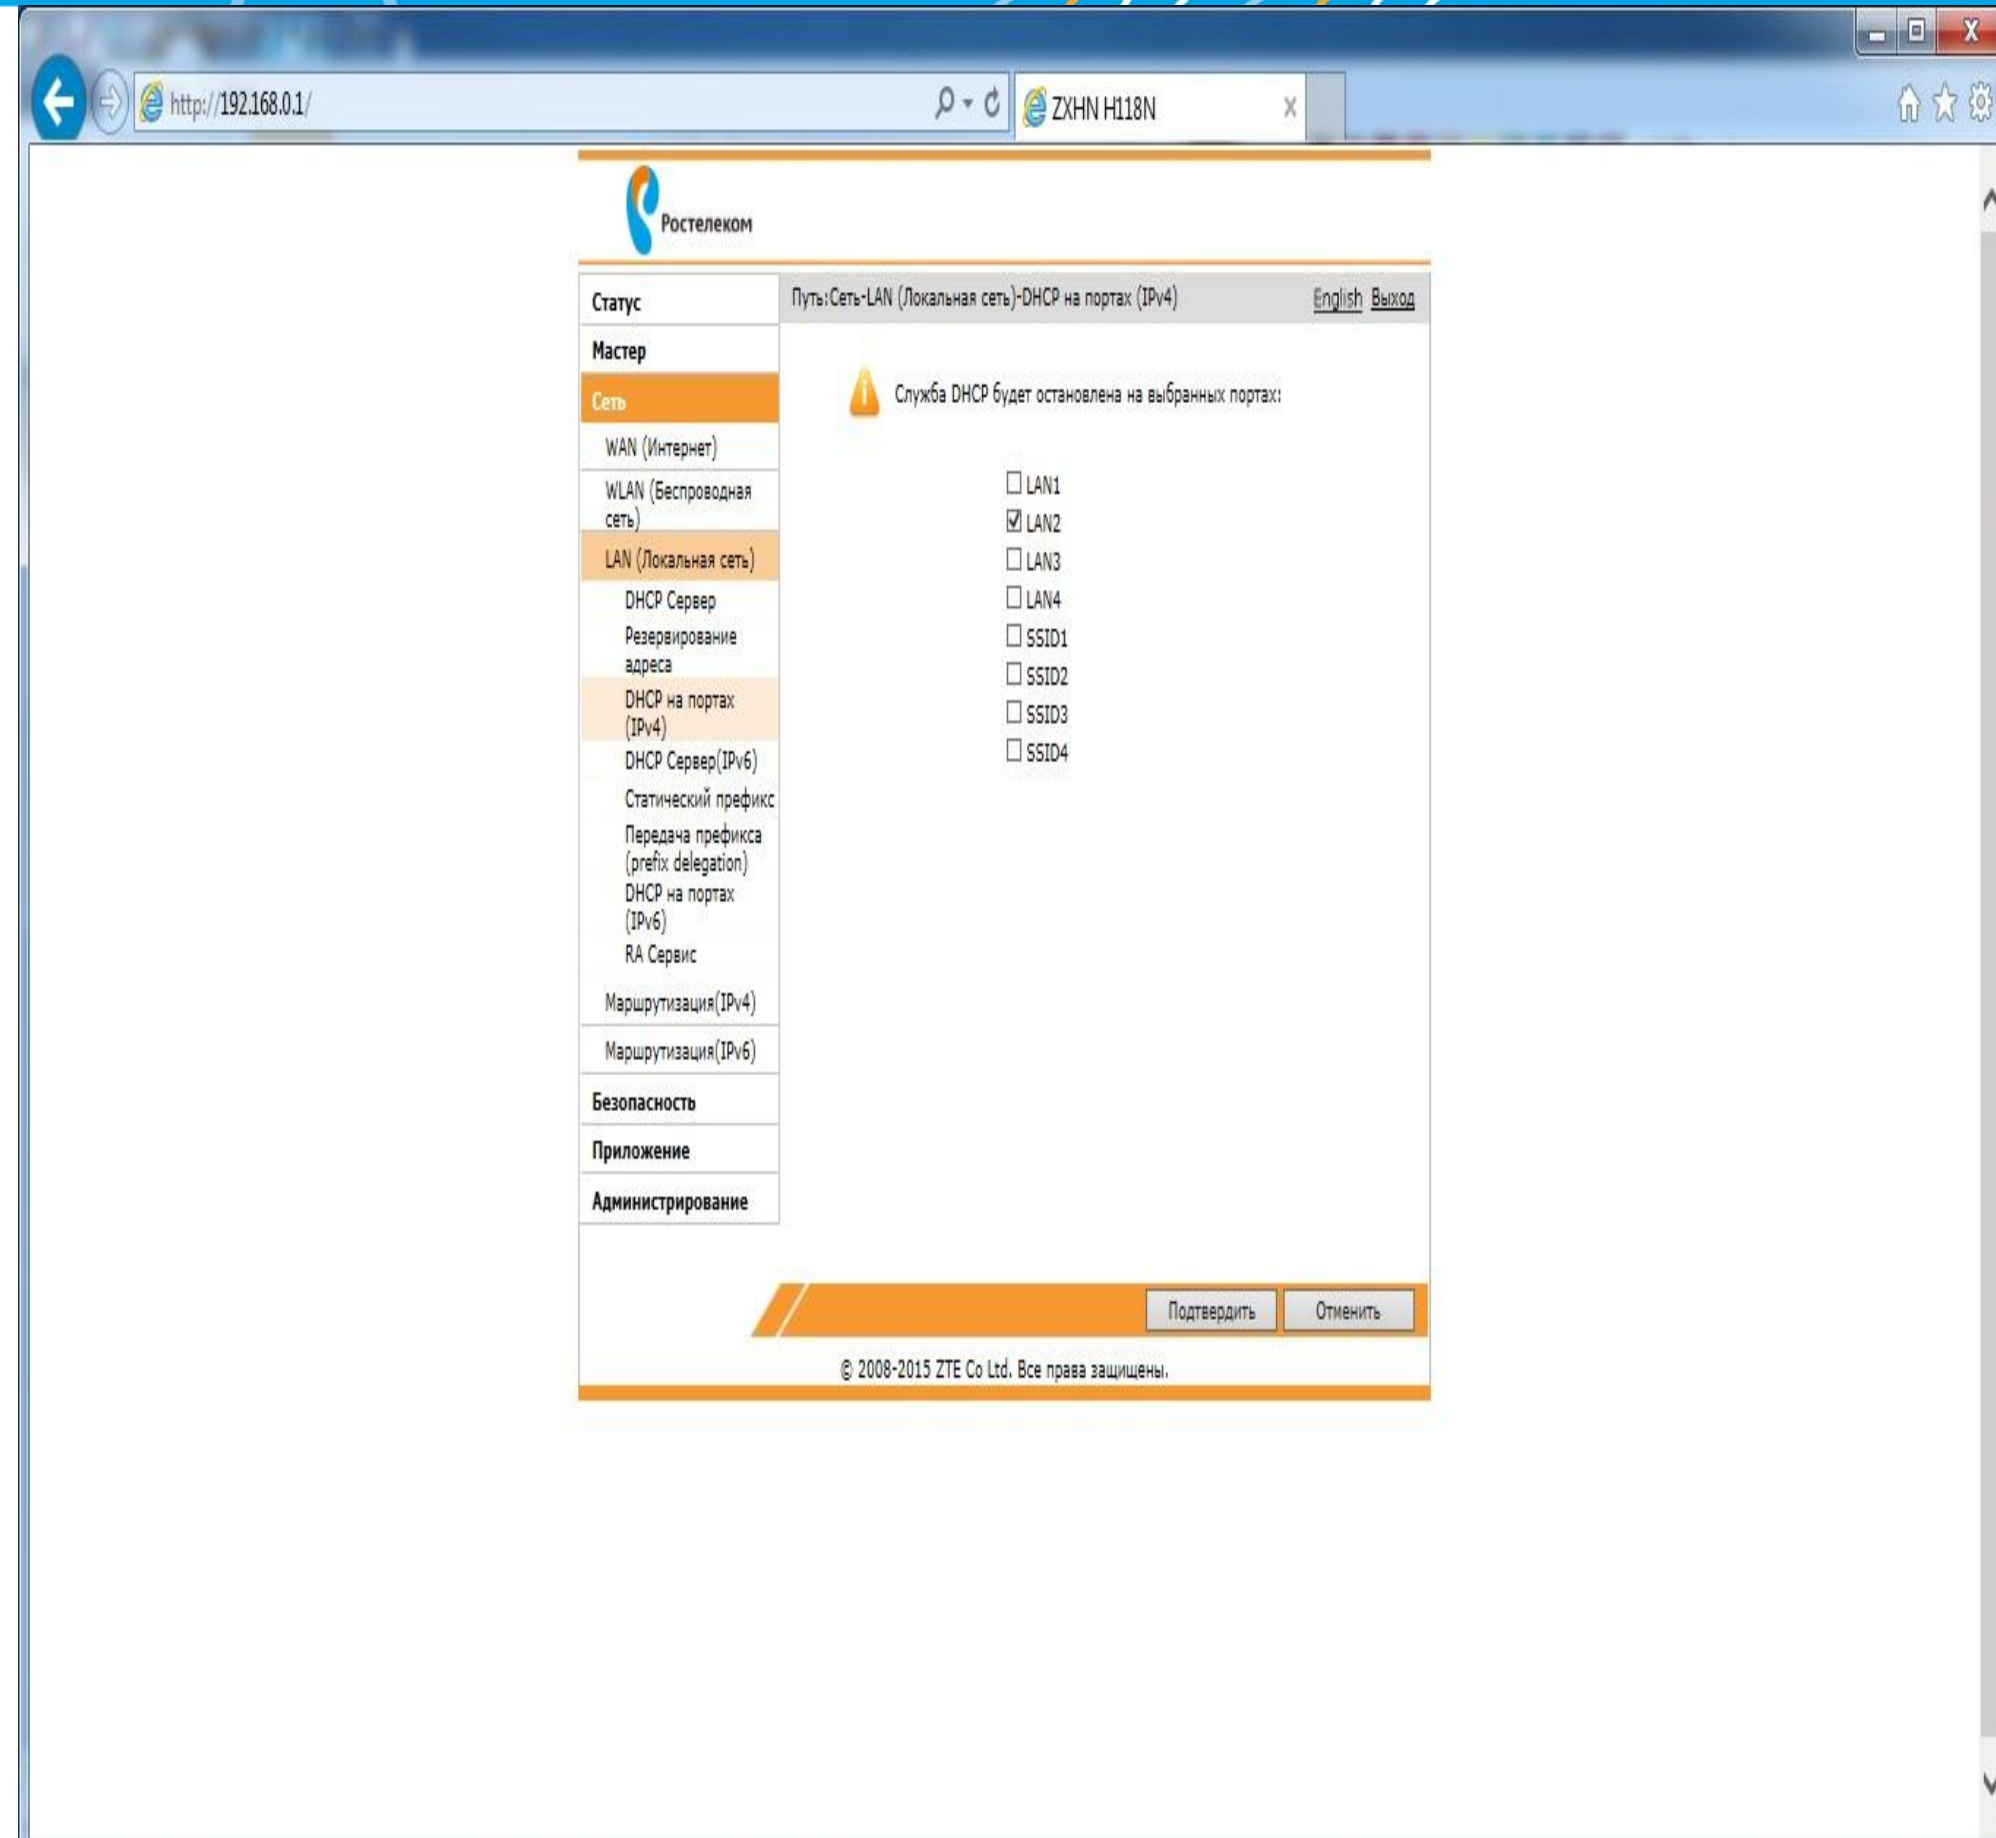 http://192.168.0.1/
ZXHN H118N
Ростелеком
Путь:Сеть-LAN (Локальная сеть)-DHCP на портах (IPv4)
English Выход
Статус
Мастер
Сеть
WAN (Интернет)
WLAN (Беспроводная
сеть)
LAN (Локальная сеть)
DHCP Сервер
Резервирование
адреса
DHCP на портах
(IPv4)
DHCP Сервер(IPv6)
Статический префикс
Передача префикса
(prefix delegation)
DHCP на портах
(IPv6)
RA Сервис
Маршрутизация(IPv4)
Маршрутизация(IPv6)
Безопасность
Приложение
Администрирование
Служба DHCP будет остановлена на выбранных портах:
LAN1
LAN2
LAN3
LAN4
SSID1
SSID2
SSID3
SSID4
Подтвердить Отменить
© 2008-2015 ZTE Co Ltd. Все права защищены.